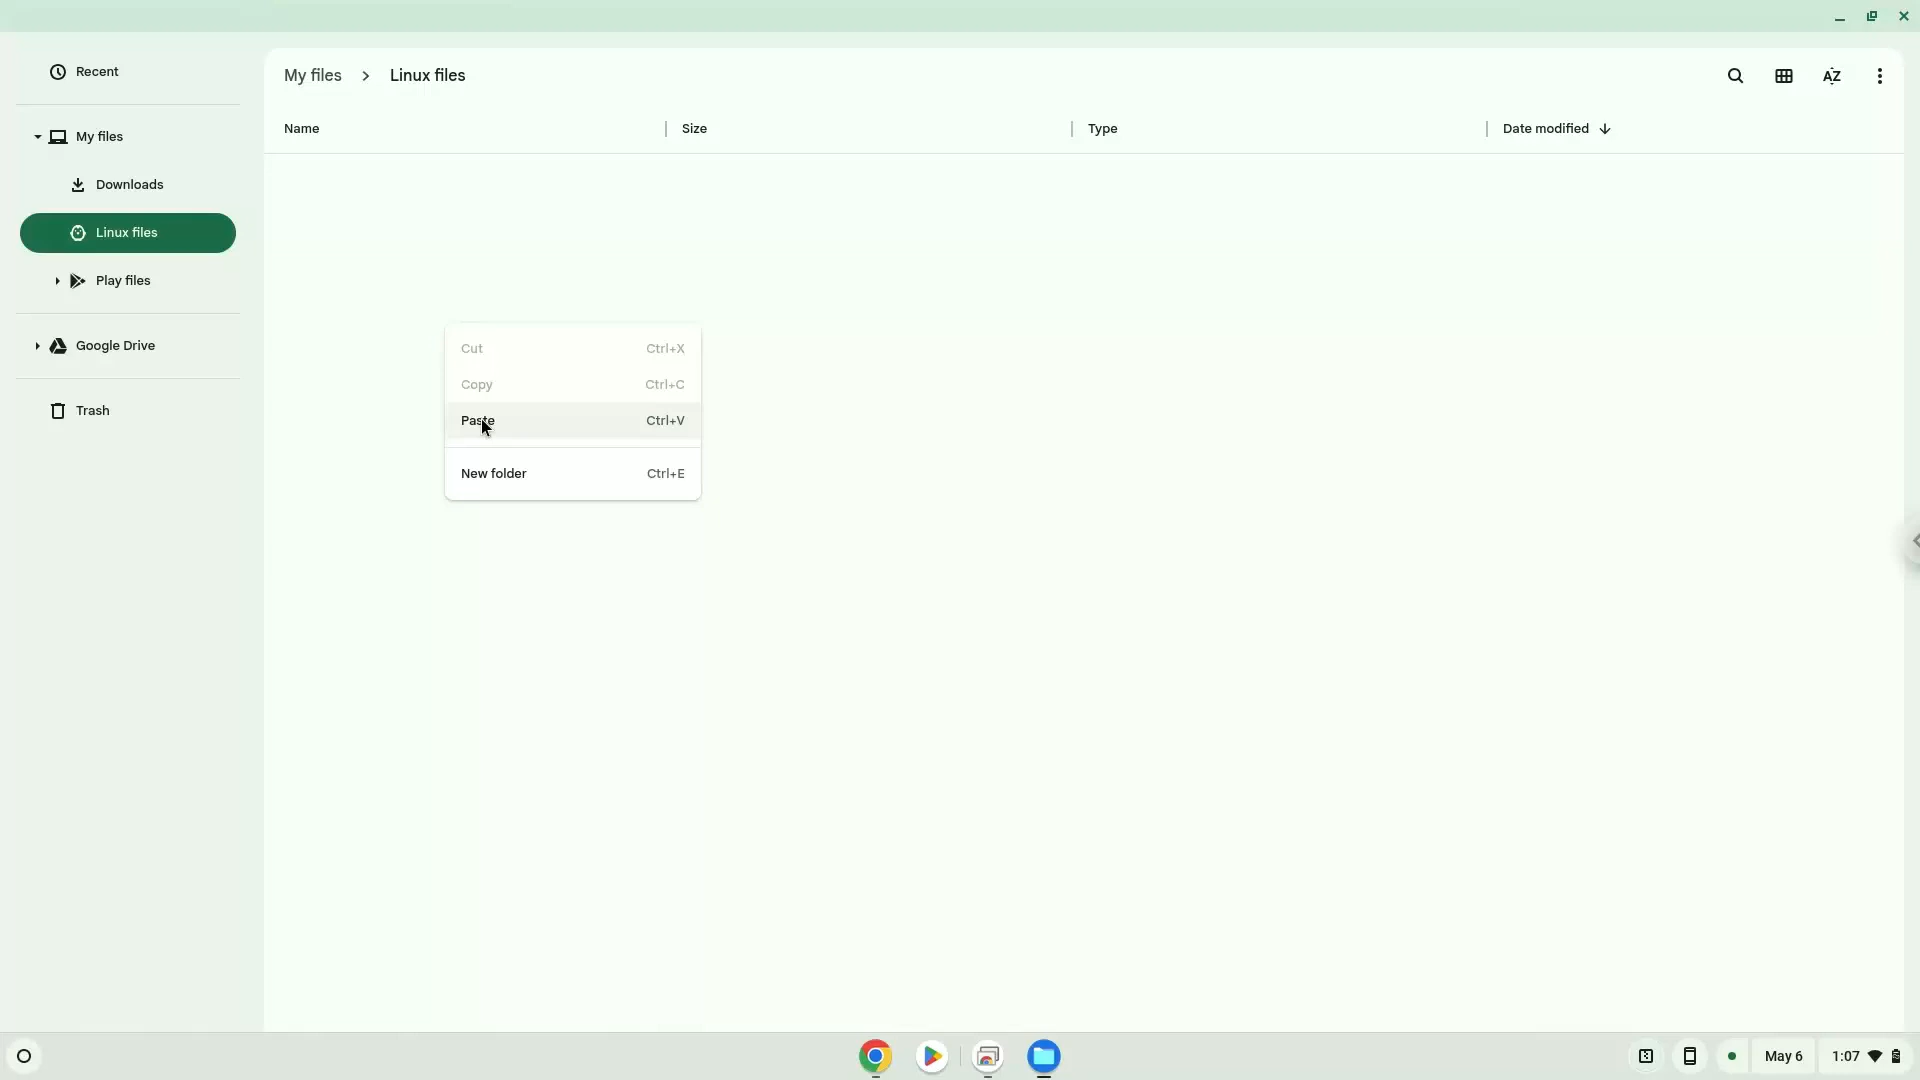 Recent
My files
Downloads
Linux files
Play files
Google Drive
Trash
My files > Linux files
AZ
Name Size Type Date modified
Cut Ctrl+X
Copy Ctrl+C
Paste Ctrl+V
New folder Ctrl+E
May 6 1:07